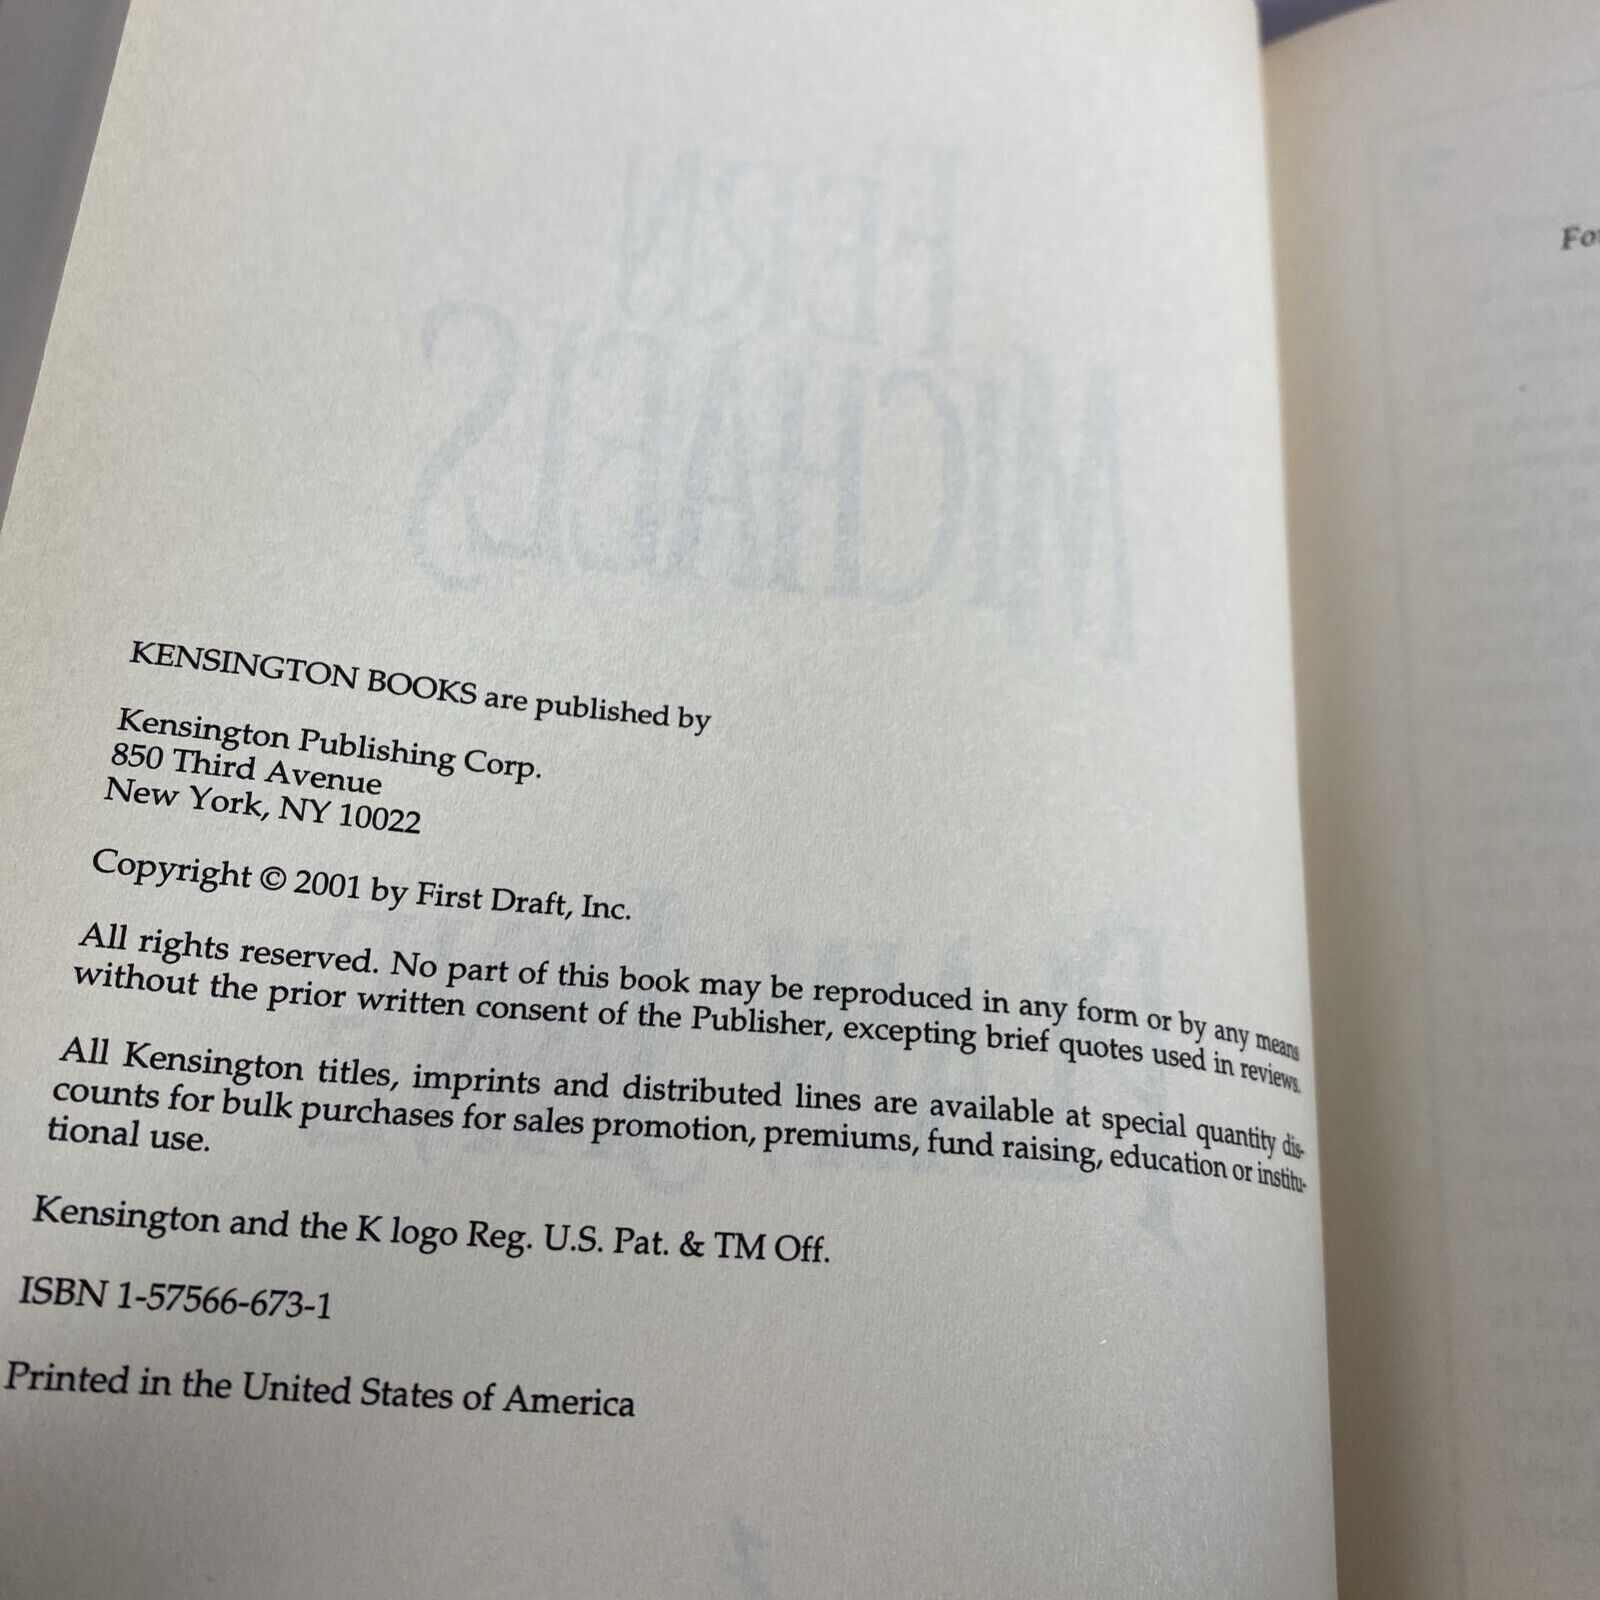 FERN
MICHAELS
KENSINGTON BOOKS are published by
Kensington Publishing Corp.
850 Third Avenue
New York, NY 10022
Copyright © 2001 by First Draft, Inc.
All rights reserved. No part of this book may be reproduced in any form or by any means
without the prior written consent of the Publisher, excepting brief quotes used in reviews.
All Kensington titles, imprints and distributed lines are available at special quantity dis-
counts for bulk purchases for sales promotion, premiums, fund raising, education or institu-
tional use.
Kensington and the K logo Reg. U.S. Pat. & TM Off.
ISBN 1-57566-673-1
Printed in the United States of America